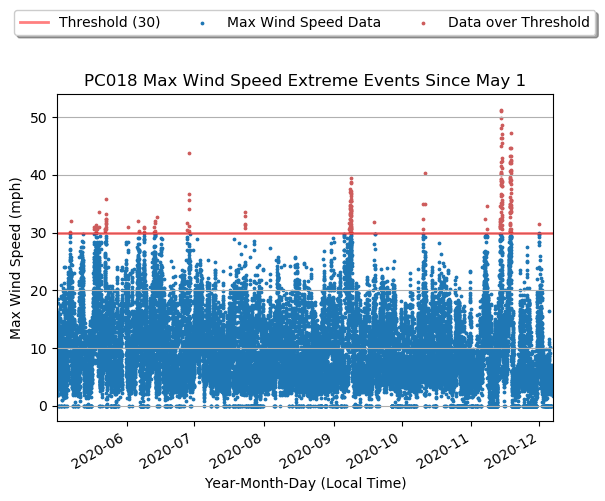 Threshold (30) Max Wind Speed Data Data over Threshold
PC018 Max Wind Speed Extreme Events Since May 1
50
40
30
20
10
0
Max Wind Speed (mph)
2020-06 2020-07 2020-08 2020-09 2020-10 2020-11 2020-12
Year-Month-Day (Local Time)